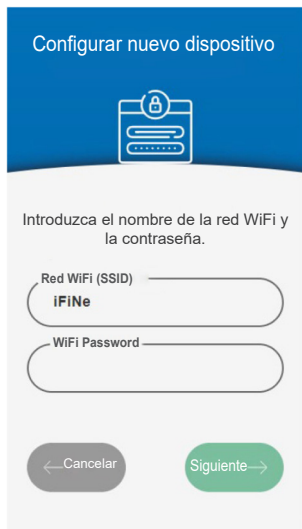 Configurar nuevo dispositivo
Introduzca el nombre de la red WiFi y
la contraseña.
Red WiFi (SSID)
iFiNe
WiFi Password
←Cancelar
Siguiente→